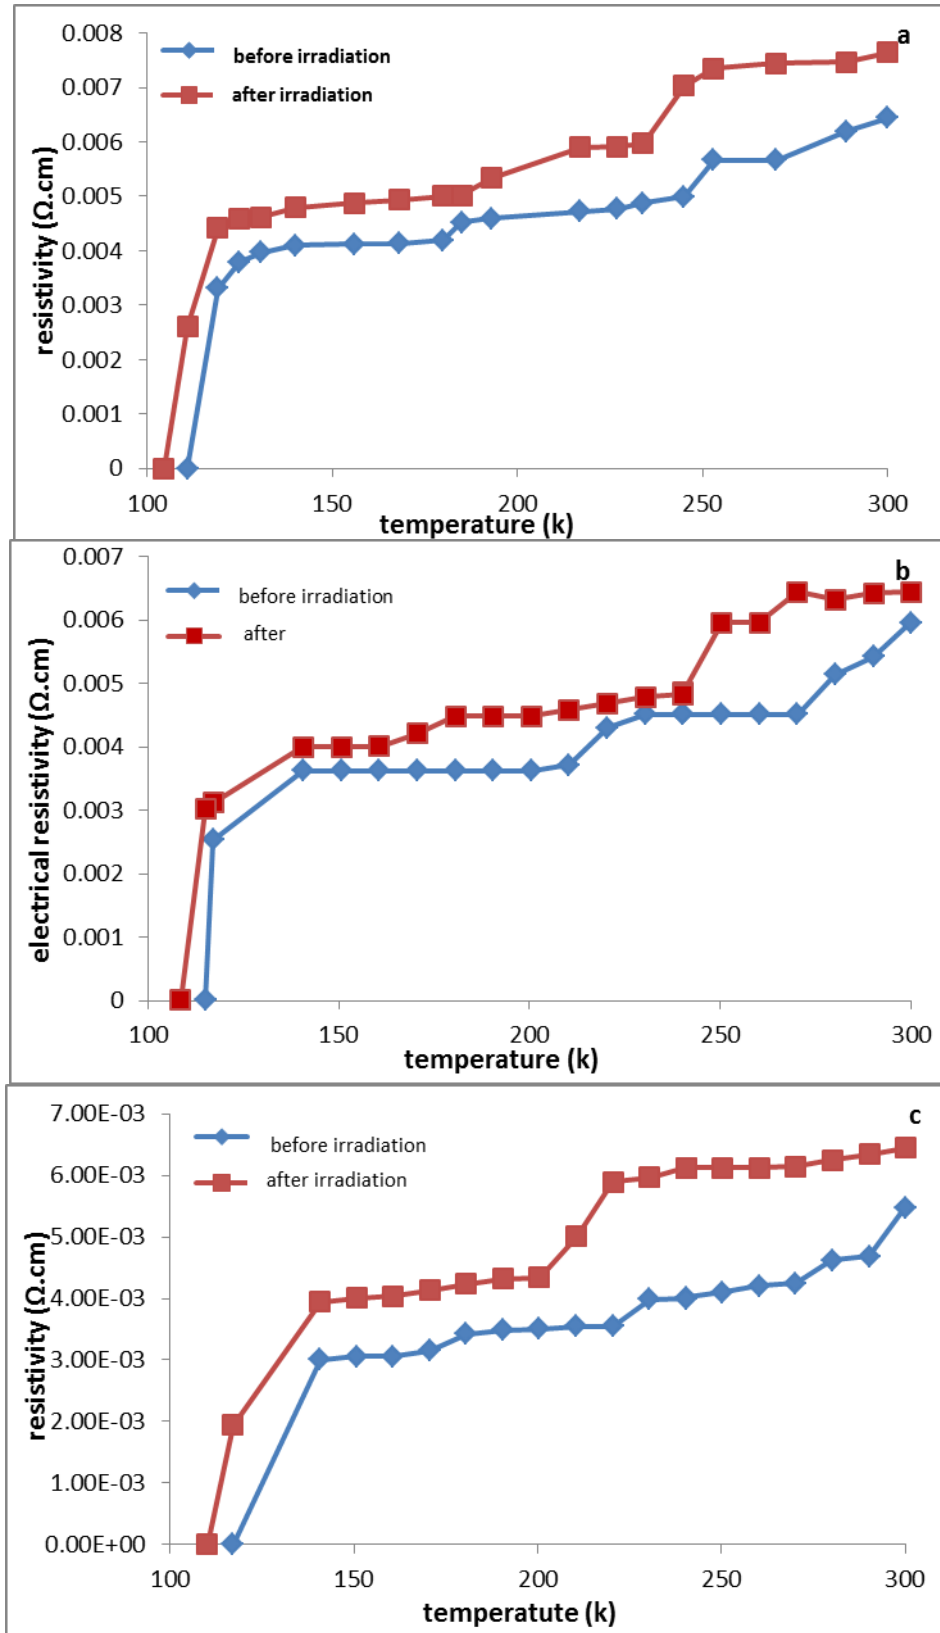 a
before irradiation
after irradiation
0.008
0.007
0.006
0.005
0.004
0.003
0.002
0.001
0
resistivity (Ω.cm)
100 150 200 250 300
temperature (k)
b
before irradiation
after
0.007
0.006
0.005
0.004
0.003
0.002
0.001
0
electrical resistivity (Ω.cm)
100 150 200 250 300
temperature (k)
c
before irradiation
after irradiation
7.00E-03
6.00E-03
5.00E-03
4.00E-03
3.00E-03
2.00E-03
1.00E-03
0.00E+00
resistivity (Ω.cm)
100 150 200 250 300
temperatute (k)